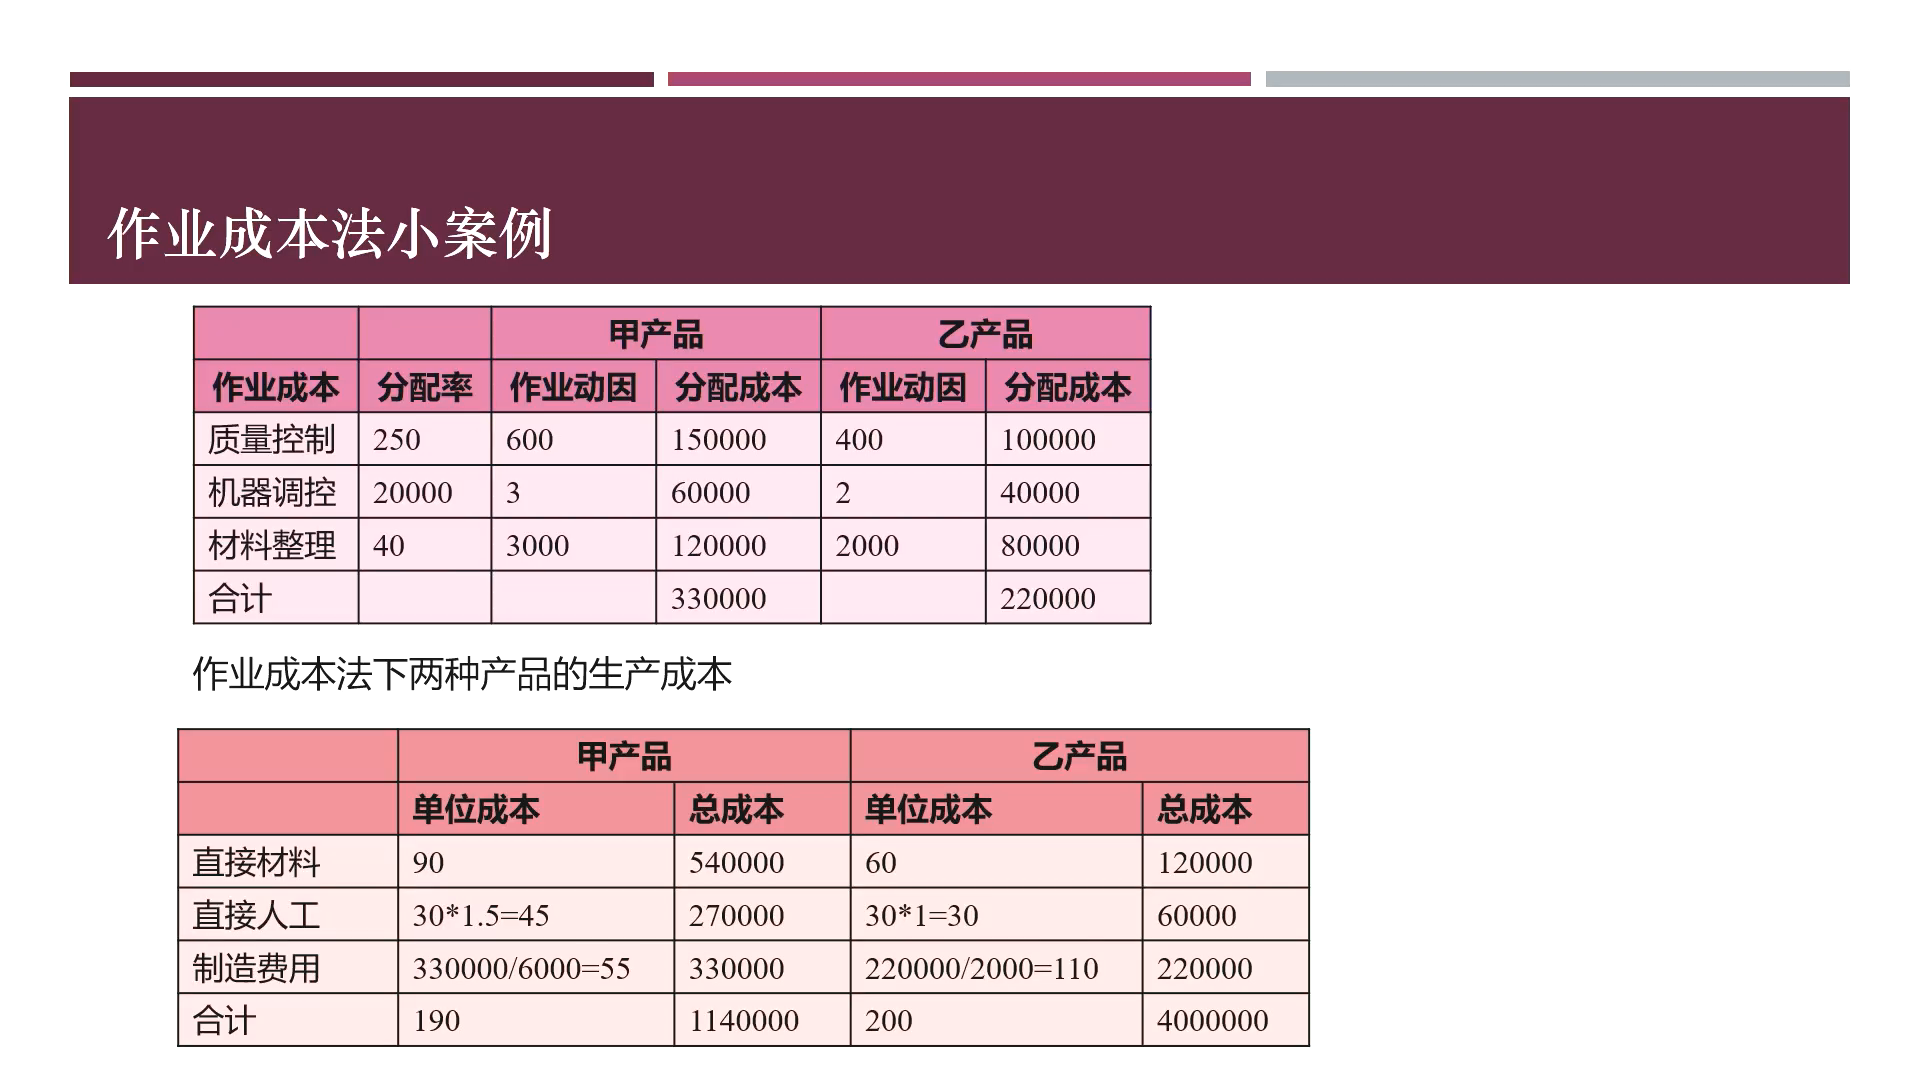 作业成本法小案例
甲产品 乙产品
作业成本 分配率 作业动因 分配成本 作业动因 分配成本
质量控制 250 600 150000 400 100000
机器调控 20000 3 60000 2 40000
材料整理 40 3000 120000 2000 80000
合计 330000 220000
作业成本法下两种产品的生产成本
甲产品 乙产品
单位成本 总成本 单位成本 总成本
直接材料 90 540000 60 120000
直接人工 30*1.5=45 270000 30*1=30 60000
制造费用 330000/6000=55 330000 220000/2000=110 220000
合计 190 1140000 200 4000000